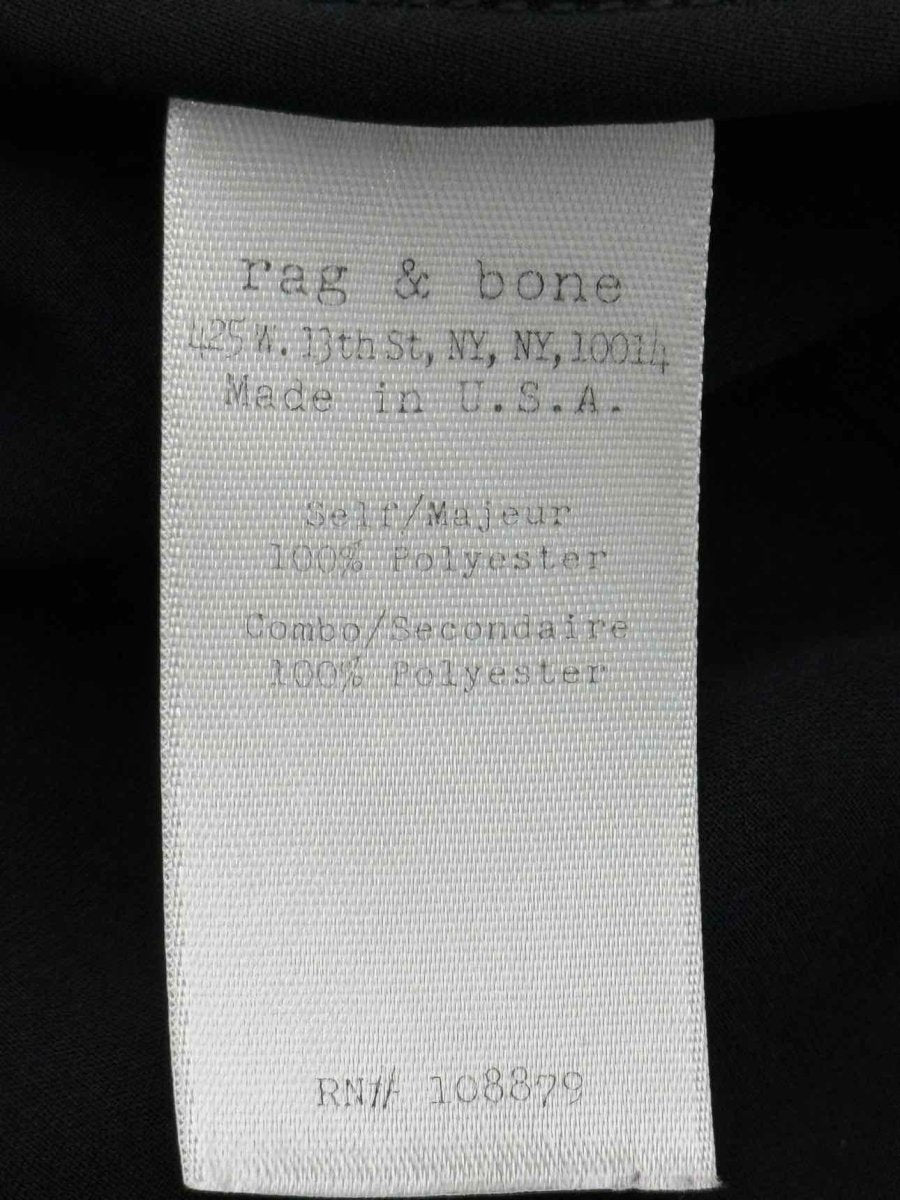 rag & bone
425 W. 13th St, NY, NY, 10014
Made in U.S.A.
Self/Majeur
100% Polyester
Combo/Secondaire
100% Polyester
RN# 108879